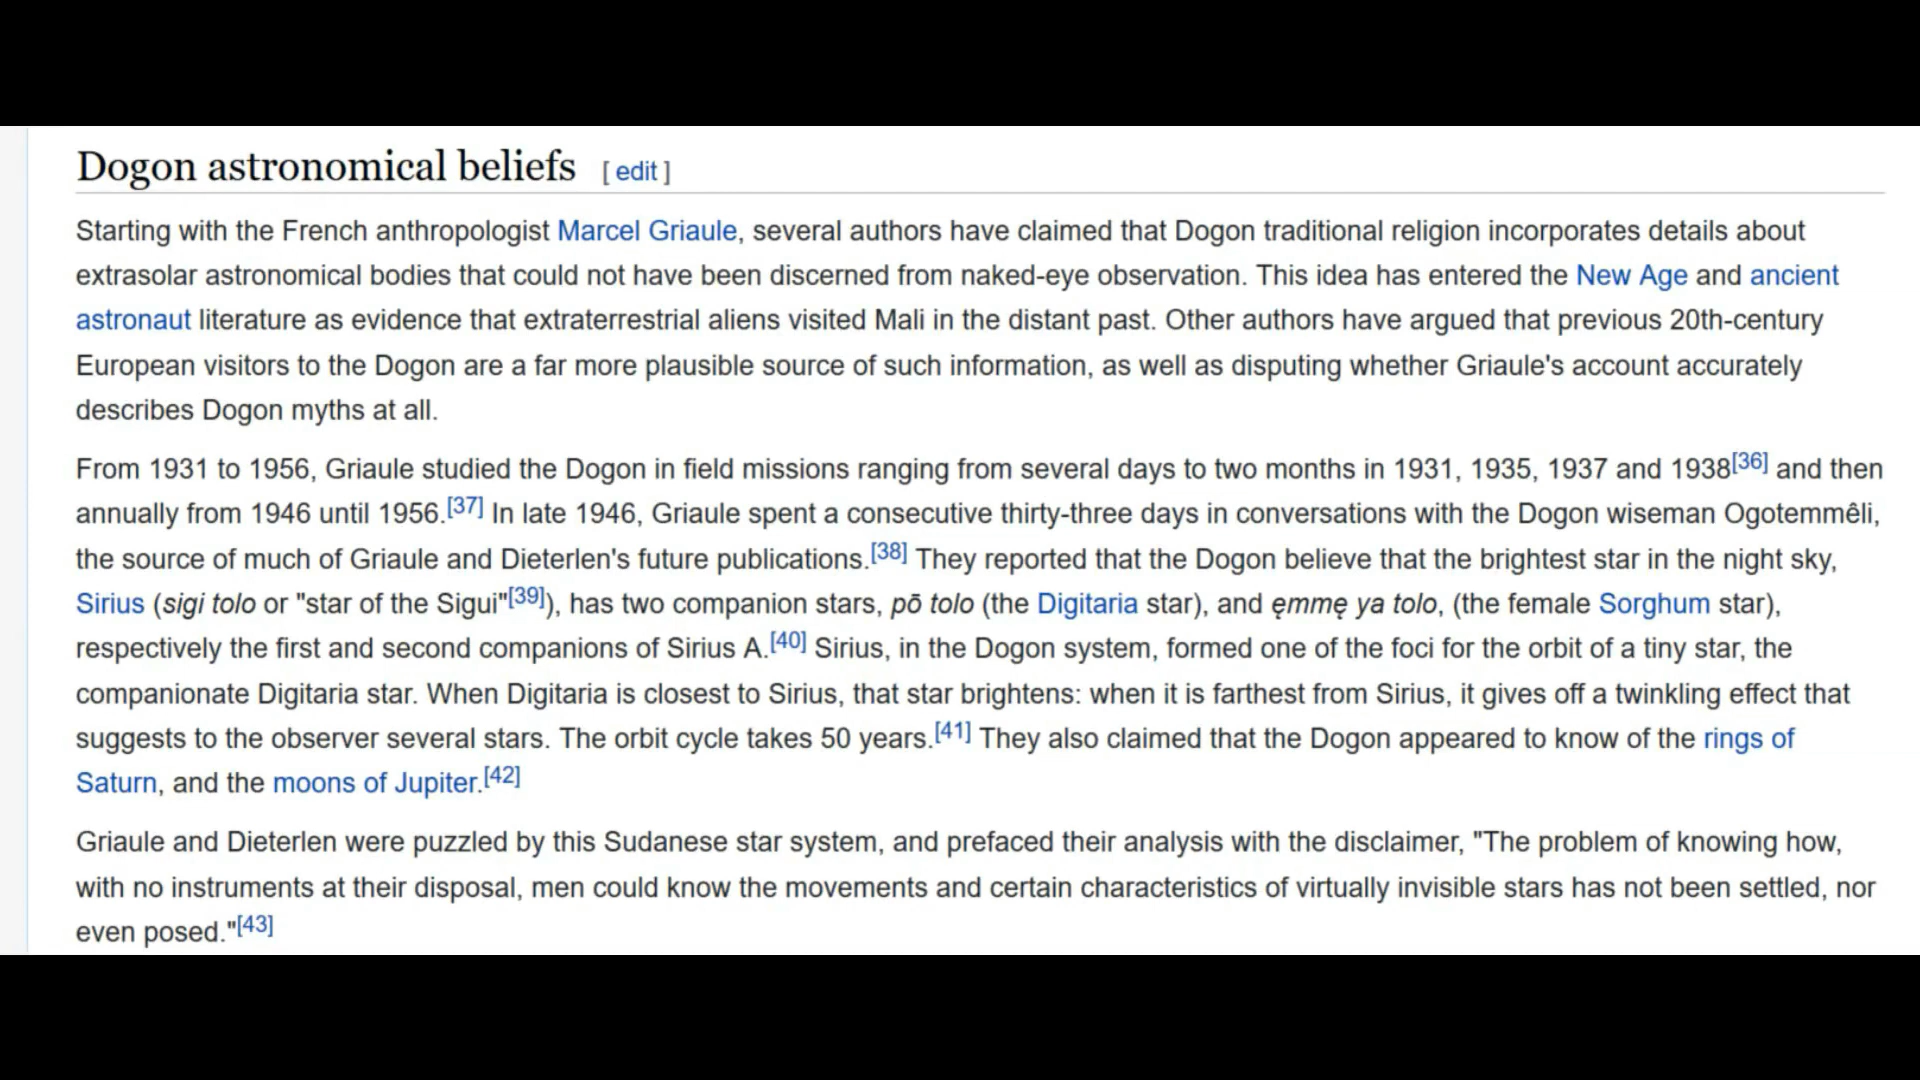 Dogon astronomical beliefs [ edit ]
Starting with the French anthropologist Marcel Griaule, several authors have claimed that Dogon traditional religion incorporates details about
extrasolar astronomical bodies that could not have been discerned from naked-eye observation. This idea has entered the New Age and ancient
astronaut literature as evidence that extraterrestrial aliens visited Mali in the distant past. Other authors have argued that previous 20th-century
European visitors to the Dogon are a far more plausible source of such information, as well as disputing whether Griaule's account accurately
describes Dogon myths at all.
From 1931 to 1956, Griaule studied the Dogon in field missions ranging from several days to two months in 1931, 1935, 1937 and 1938[36] and then
annually from 1946 until 1956.[37] In late 1946, Griaule spent a consecutive thirty-three days in conversations with the Dogon wiseman Ogotemmêli,
the source of much of Griaule and Dieterlen's future publications.[38] They reported that the Dogon believe that the brightest star in the night sky,
Sirius (sigi tolo or "star of the Sigui"[39]), has two companion stars, pō tolo (the Digitaria star), and ęmmę ya tolo, (the female Sorghum star),
respectively the first and second companions of Sirius A.[40] Sirius, in the Dogon system, formed one of the foci for the orbit of a tiny star, the
companionate Digitaria star. When Digitaria is closest to Sirius, that star brightens: when it is farthest from Sirius, it gives off a twinkling effect that
suggests to the observer several stars. The orbit cycle takes 50 years.[41] They also claimed that the Dogon appeared to know of the rings of
Saturn, and the moons of Jupiter.[42]
Griaule and Dieterlen were puzzled by this Sudanese star system, and prefaced their analysis with the disclaimer, "The problem of knowing how,
with no instruments at their disposal, men could know the movements and certain characteristics of virtually invisible stars has not been settled, nor
even posed."[43]